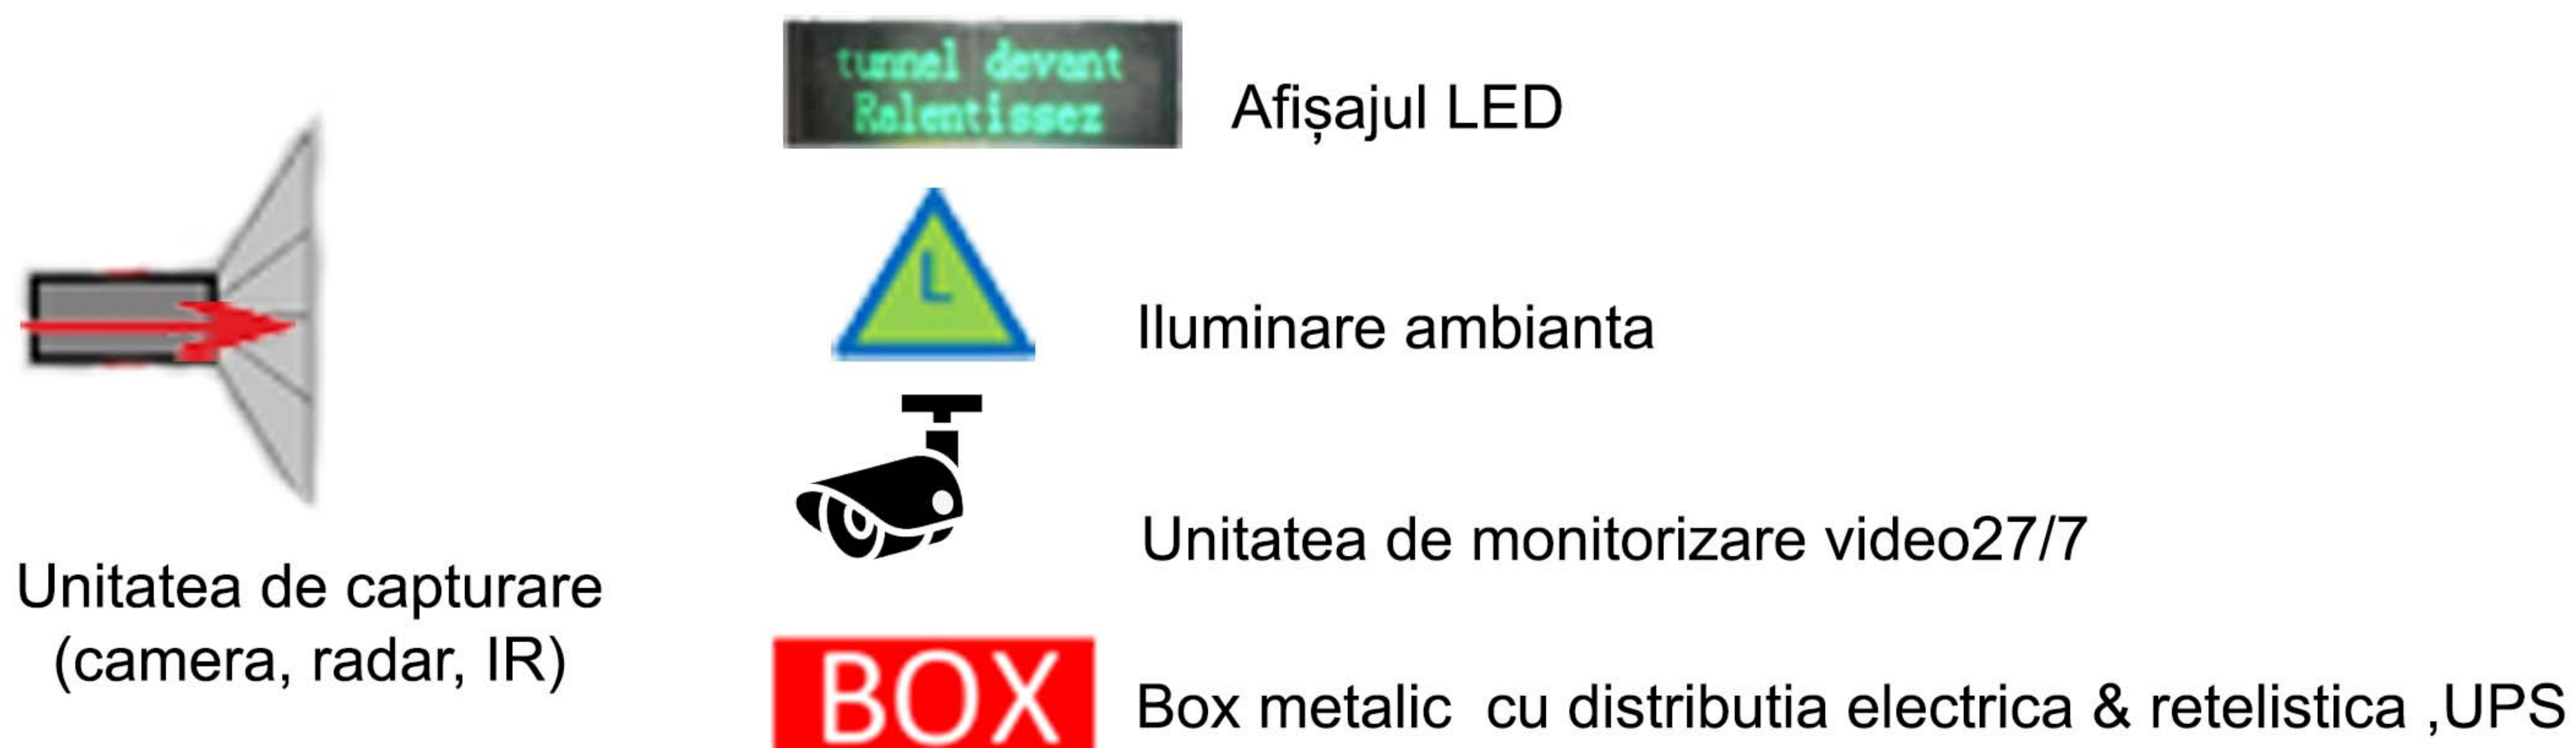 tunnel devant
Ralentissez
Afișajul LED
L
Iluminare ambianta
Unitatea de monitorizare video27/7
Unitatea de capturare
(camera, radar, IR)
BOX
Box metalic cu distributia electrica & retelistica ,UPS